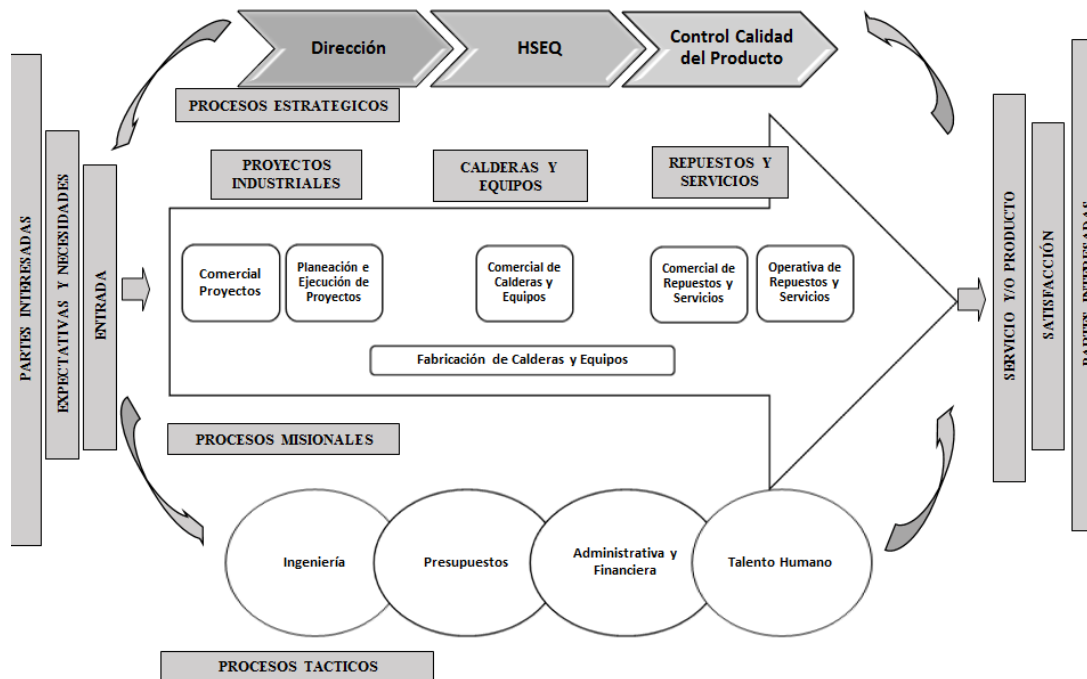 Dirección
HSEQ
Control Calidad
del Producto
PROCESOS ESTRATEGICOS
PROYECTOS
INDUSTRIALES
CALDERAS Y
EQUIPOS
REPUESTOS Y
SERVICIOS
PARTES INTERESADAS
EXPECTATIVAS Y NECESIDADES
ENTRADA
Comercial
Proyectos
Planeación e
Ejecución de
Proyectos
Comercial de
Calderas y
Equipos
Comercial de
Repuestos y
Servicios
Operativa de
Repuestos y
Servicios
Fabricación de Calderas y Equipos
SERVICIO Y/O PRODUCTO
SATISFACCIÓN
PARTES INTERESADAS
PROCESOS MISIONALES
Ingeniería
Presupuestos
Administrativa y
Financiera
Talento Humano
PROCESOS TACTICOS